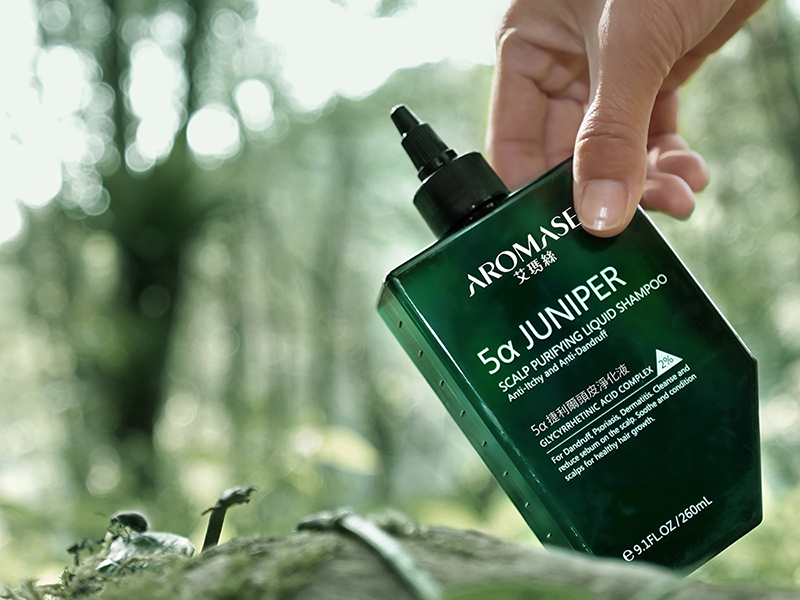 AROMASE
艾瑪絲
5α JUNIPER
SCALP PURIFYING LIQUID SHAMPOO
Anti-Itchy and Anti-Dandruff
5α捷利爾頭皮淨化液
GLYCYRRHETINIC ACID COMPLEX 2%
For Dandruff, Psoriasis, Dermatitis. Cleanse and
reduce sebum on the scalp. Soothe and condition
scalps for healthy hair growth.
℮ 9.1FL.OZ/260mL